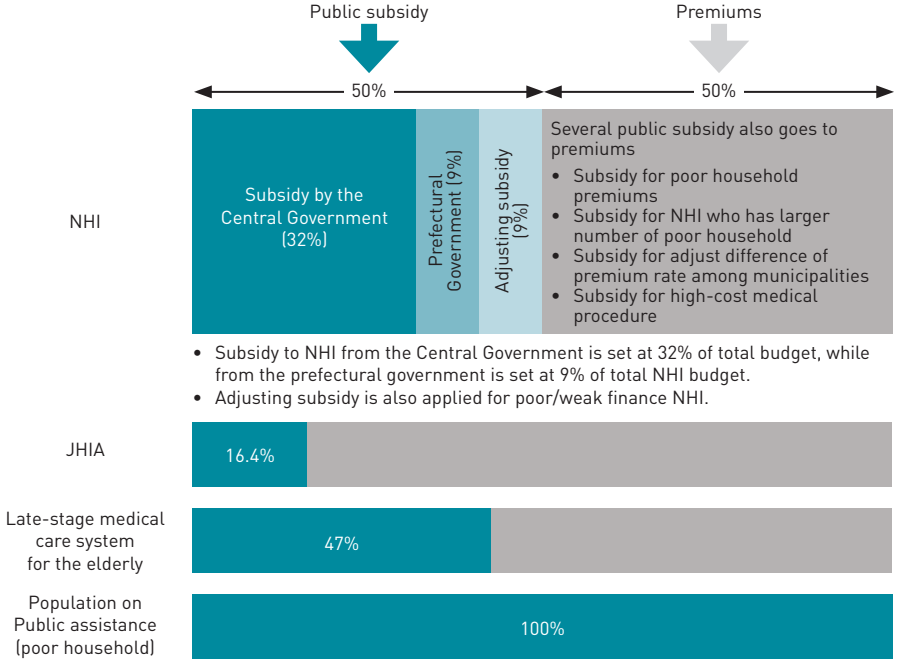 Public subsidy
Premiums
50%
50%
NHI
Subsidy by the
Central Government
(32%)
Prefectural
Government (9%)
Adjusting subsidy
(9%)
Several public subsidy also goes to
premiums
• Subsidy for poor household
premiums
• Subsidy for NHI who has larger
number of poor household
• Subsidy for adjust difference of
premium rate among municipalities
• Subsidy for high-cost medical
procedure
• Subsidy to NHI from the Central Government is set at 32% of total budget, while
from the prefectural government is set at 9% of total NHI budget.
• Adjusting subsidy is also applied for poor/weak finance NHI.
JHIA
16.4%
Late-stage medical
care system
for the elderly
47%
Population on
Public assistance
(poor household)
100%